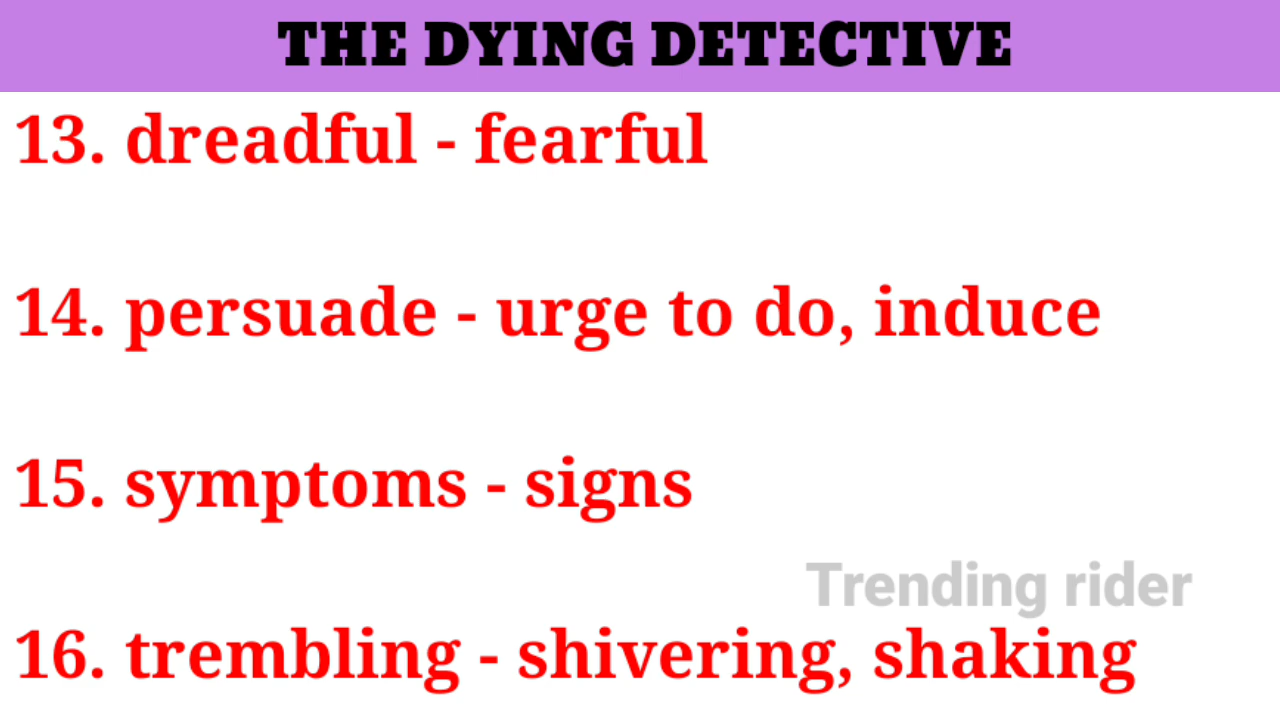 THE DYING DETECTIVE
13. dreadful - fearful
14. persuade - urge to do, induce
15. symptoms - signs
Trending rider
16. trembling - shivering, shaking